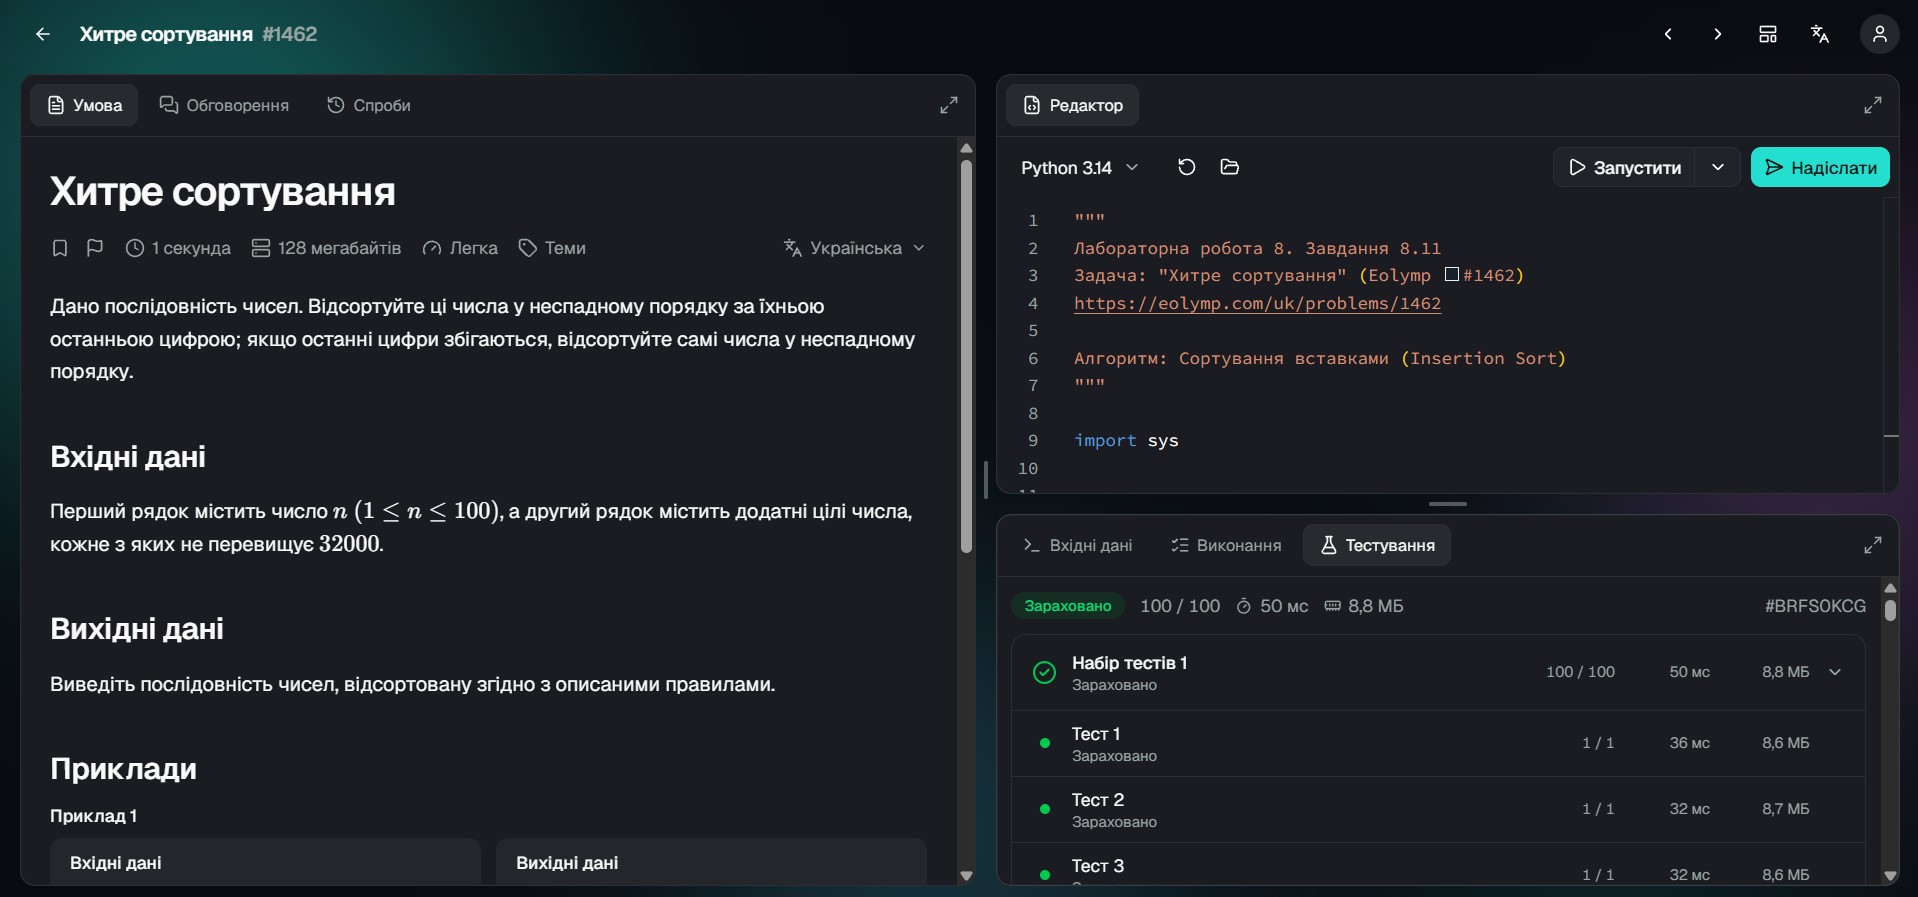 Хитре сортування #1462
Умова
Обговорення
Спроби
Хитре сортування
1 секунда
128 мегабайтів
Легка
Теми
Українська
Дано послідовність чисел. Відсортуйте ці числа у неспадному порядку за їхньою
останньою цифрою; якщо останні цифри збігаються, відсортуйте самі числа у неспадному
порядку.
Вхідні дані
Перший рядок містить число n (1 ≤ n ≤ 100), а другий рядок містить додатні цілі числа,
кожне з яких не перевищує 32000.
Вихідні дані
Виведіть послідовність чисел, відсортовану згідно з описаними правилами.
Приклади
Приклад 1
Вхідні дані
Вихідні дані
Редактор
Python 3.14
Запустити
Надіслати
1 """
2 Лабораторна робота 8. Завдання 8.11
3 Задача: "Хитре сортування" (Eolymp □#1462)
4 https://eolymp.com/uk/problems/1462
5
6 Алгоритм: Сортування вставками (Insertion Sort)
7 """
8
9 import sys
10
Вхідні дані
Виконання
Тестування
Зараховано 100 / 100 50 мс 8,8 МБ #BRFS0KCG
Набір тестів 1 100 / 100 50 мс 8,8 МБ
Зараховано
Тест 1 1 / 1 36 мс 8,6 МБ
Зараховано
Тест 2 1 / 1 32 мс 8,7 МБ
Зараховано
Тест 3 1 / 1 32 мс 8,6 МБ